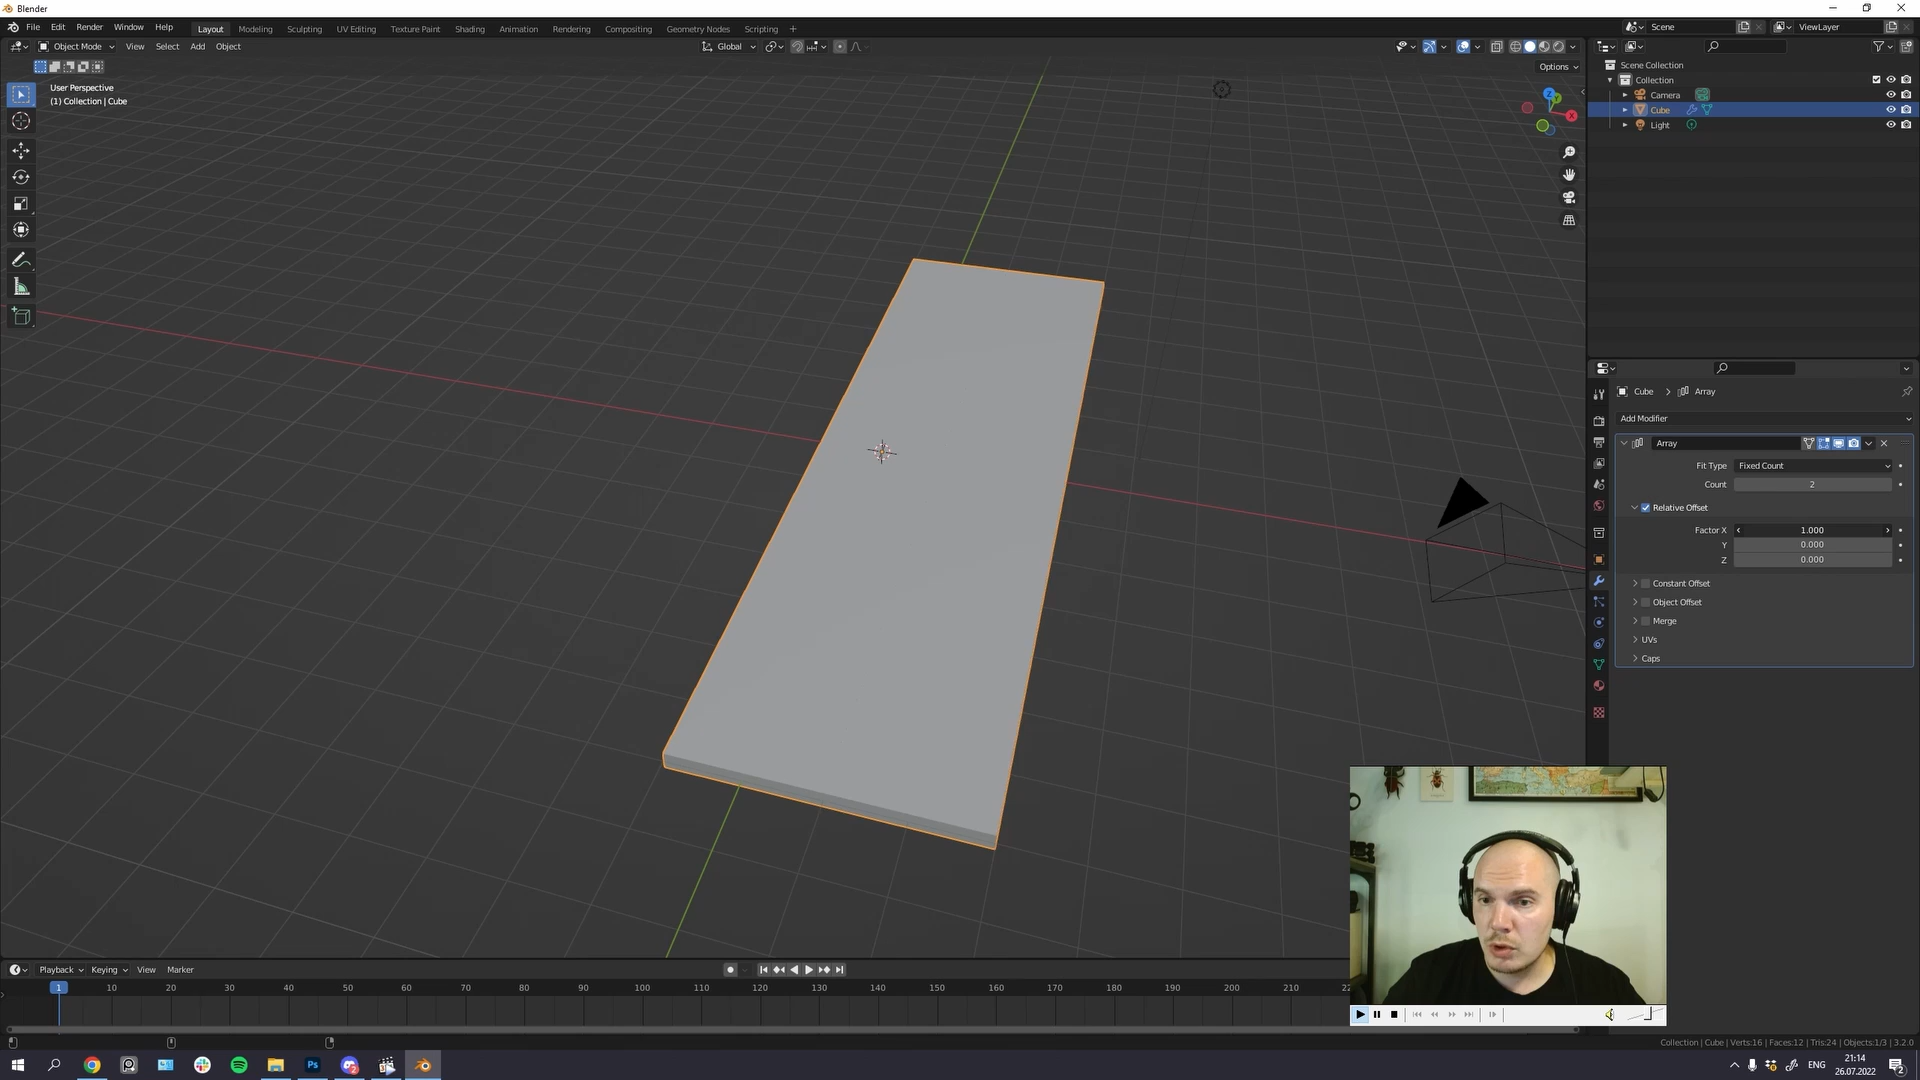 Blender
File Edit Render Window Help
Layout Modeling Sculpting UV Editing Texture Paint Shading Animation Rendering Compositing Geometry Nodes Scripting +
Scene
ViewLayer
Object Mode View Select Add Object
Global
Options
User Perspective
(1) Collection | Cube
Z
Y
X
Scene Collection
Collection
Camera
Cube
Light
Cube > Array
Add Modifier
Array
Fit Type Fixed Count
Count 2
Relative Offset
Factor X 1.000
Y 0.000
Z 0.000
Constant Offset
Object Offset
Merge
UVs
Caps
Playback Keying View Marker
1 10 20 30 40 50 60 70 80 90 100 110 120 130 140 150 160 170 180 190 200 210
Collection | Cube | Verts:16 | Faces:12 | Tris:24 | Objects:1/3 | 3.2.0
Ps
2
ENG
21:14
26.07.2022
2